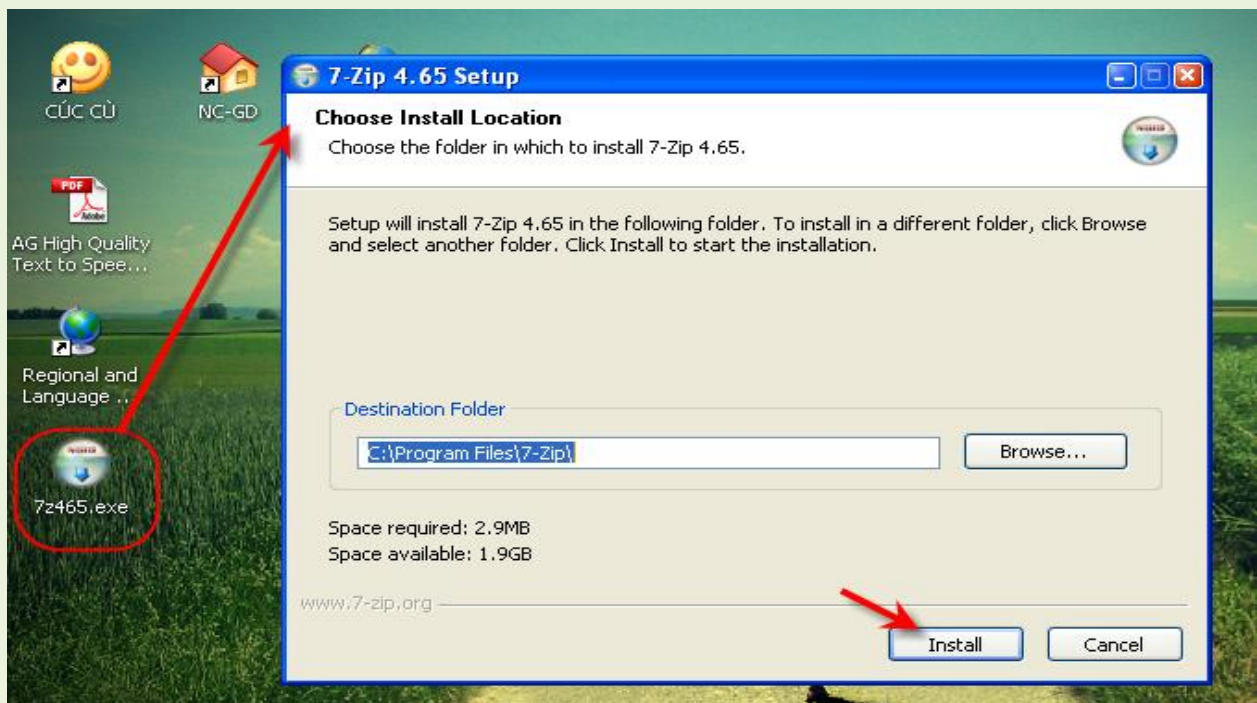 CÚC CÙ
NC-GD
PDF
Adobe
AG High Quality
Text to Spee...
Regional and
Language ...
7z465.exe
7-Zip 4.65 Setup
Choose Install Location
Choose the folder in which to install 7-Zip 4.65.
Setup will install 7-Zip 4.65 in the following folder. To install in a different folder, click Browse
and select another folder. Click Install to start the installation.
Destination Folder
C:\Program Files\7-Zip\
Browse...
Space required: 2.9MB
Space available: 1.9GB
www.7-zip.org
Install
Cancel